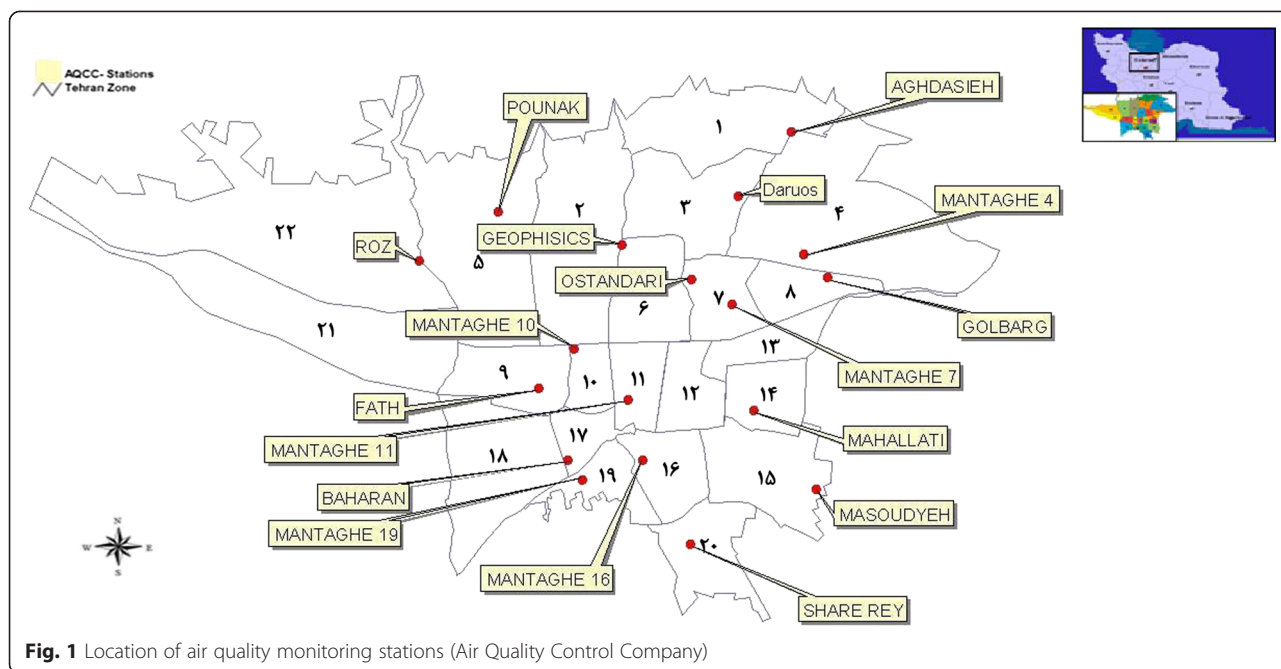 AQCC- Stations
Tehran Zone
POUNAK
AGHDASIEH
۱
Daruos
۲
۳
۴
MANTAGHE 4
۲۲
ROZ
GEOPHISICS
۵
OSTANDARI
۶
۷
۸
GOLBARG
۲۱
MANTAGHE 10
۱۳
MANTAGHE 7
۹
۱۰
۱۱
۱۲
۱۴
FATH
MANTAGHE 11
MAHALLATI
۱۷
۱۸
۱۶
۱۹
۱۵
BAHARAN
MANTAGHE 19
MASOUDYEH
N
W
E
S
MANTAGHE 16
۲۰
SHARE REY
Fig. 1 Location of air quality monitoring stations (Air Quality Control Company)